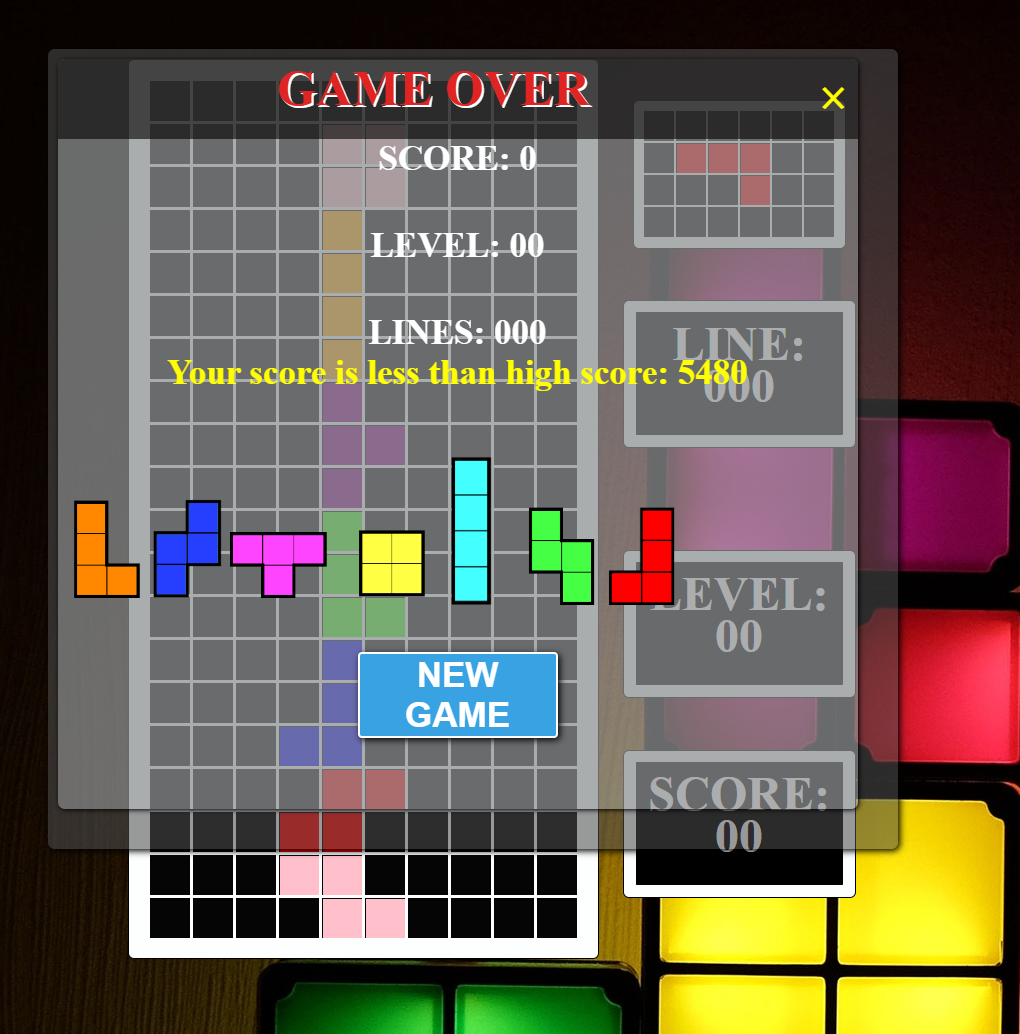 GAME OVER
×
SCORE: 0
LEVEL: 00
LINES: 000
Your score is less than high score: 5480
NEW
GAME
LINE:
000
LEVEL:
00
SCORE:
00